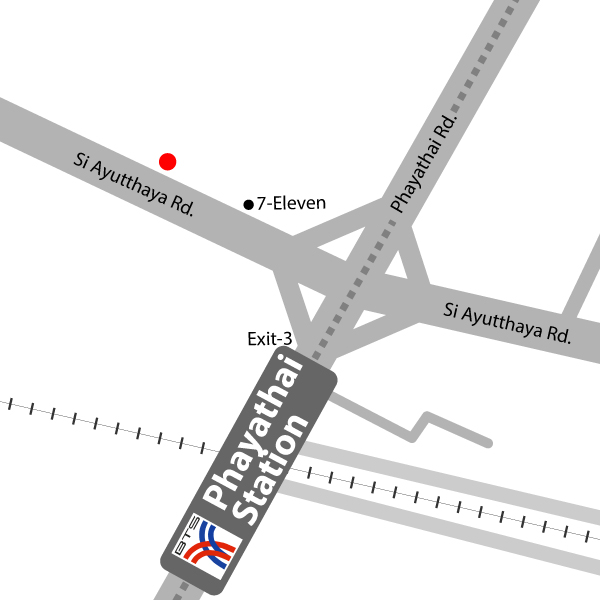 Phayathai Rd.
Si Ayutthaya Rd.
7-Eleven
Si Ayutthaya Rd.
Exit-3
Phayathai
Station
BTS